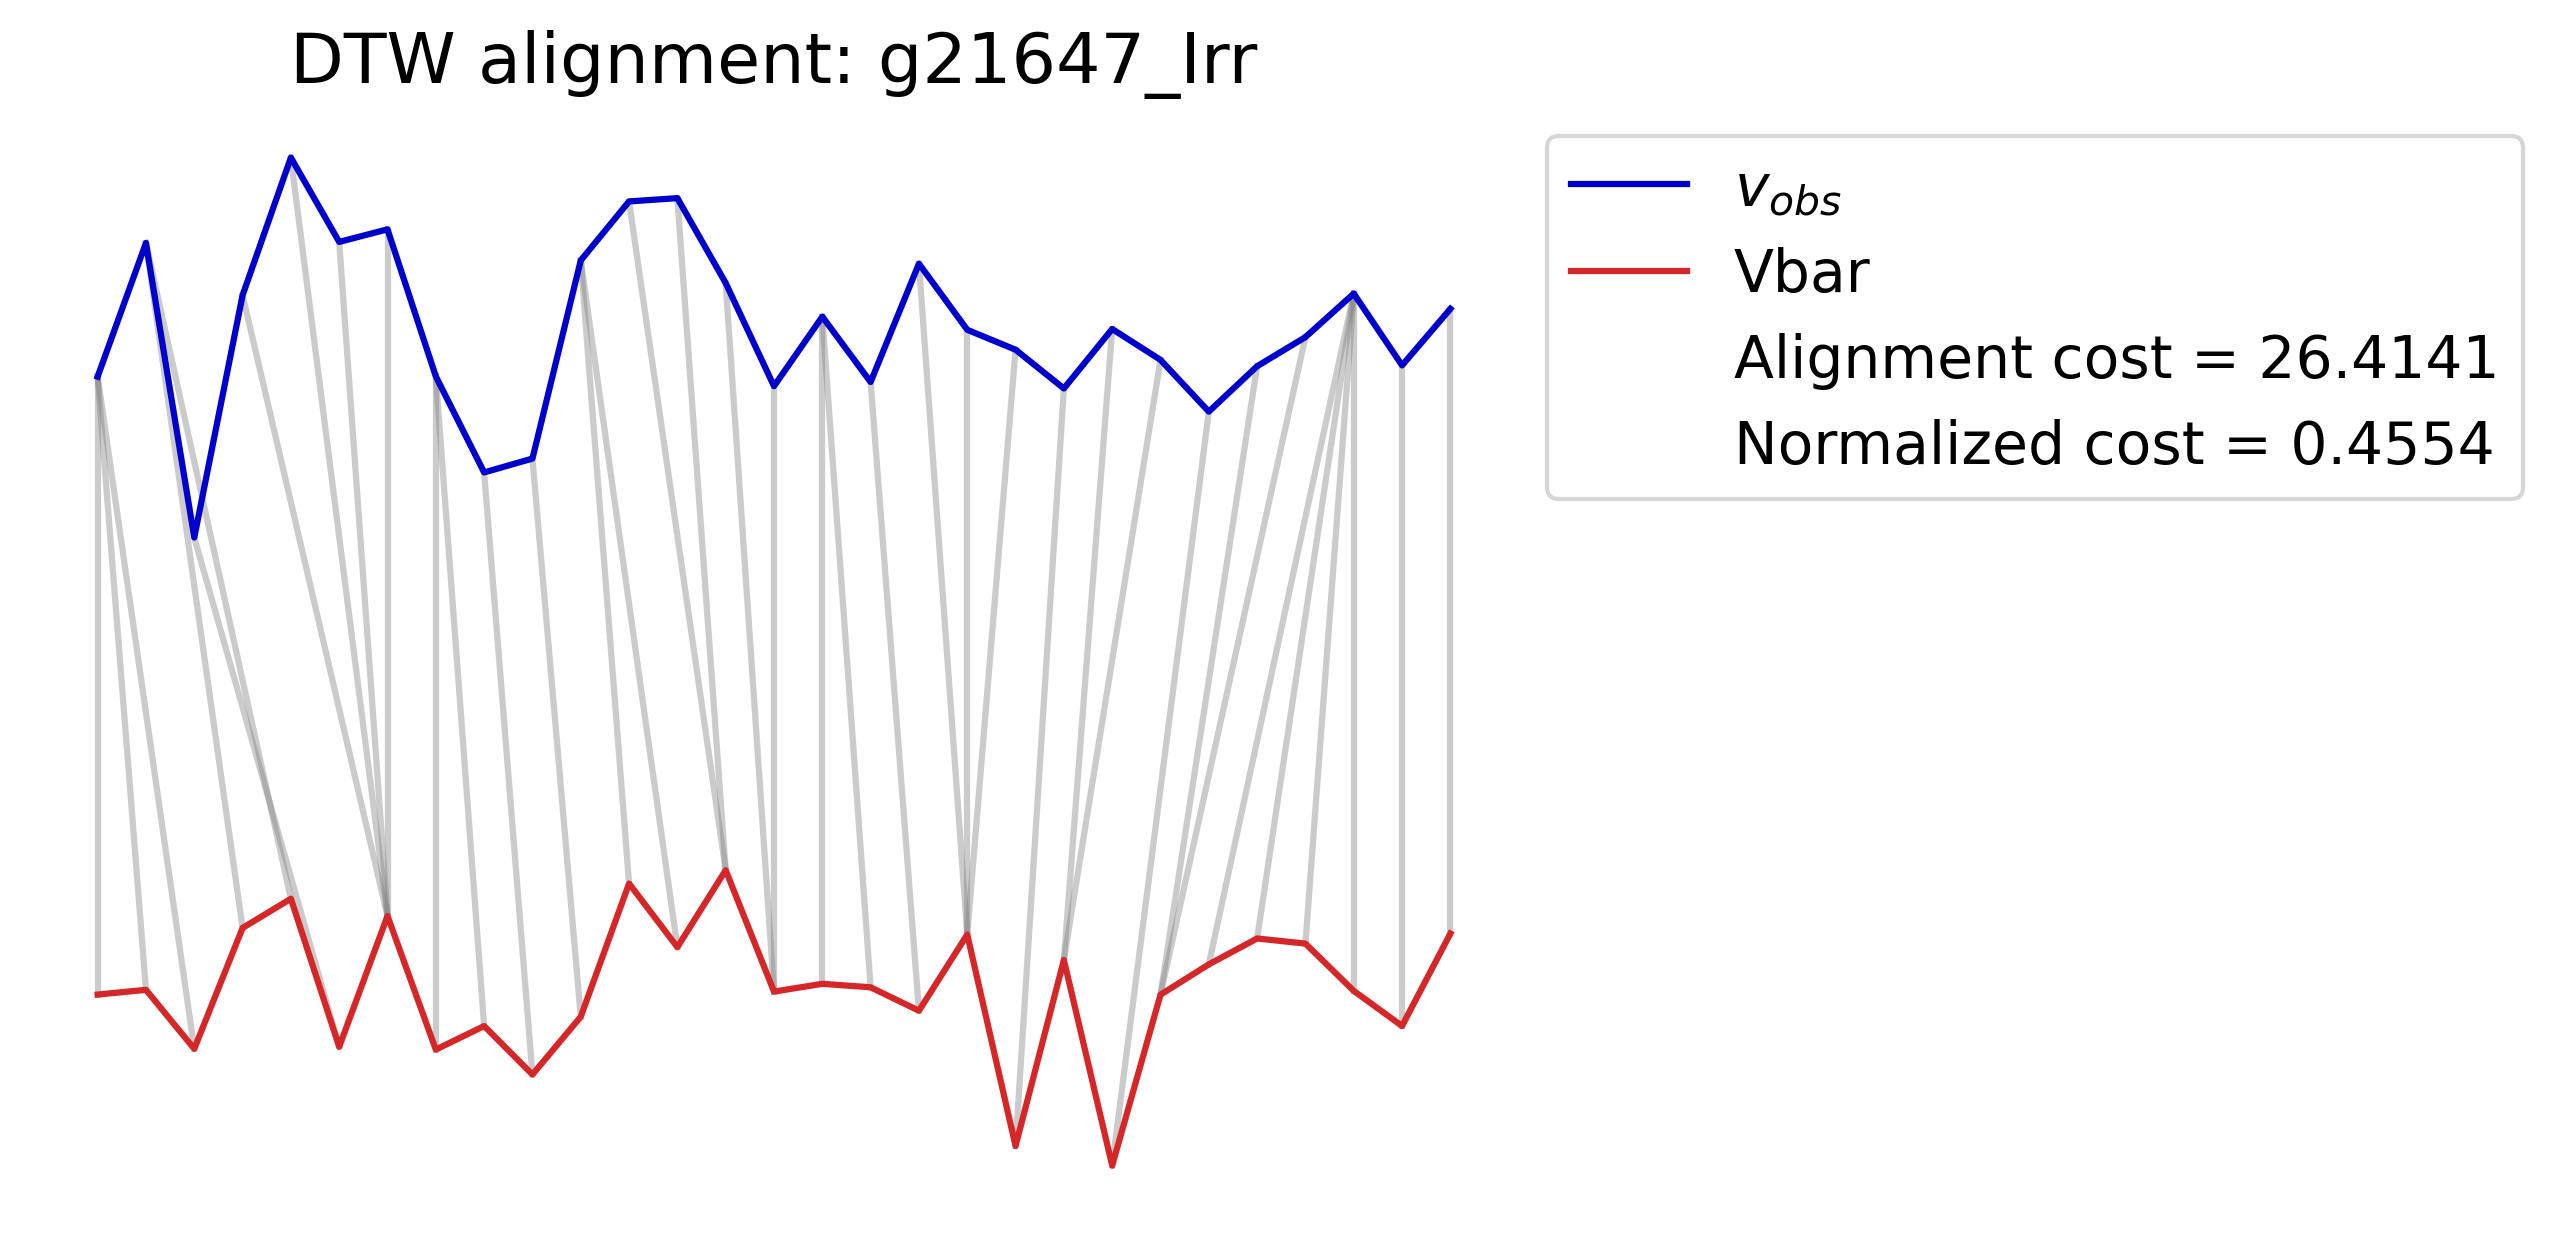 DTW alignment: g21647_Irr
v_obs
Vbar
Alignment cost = 26.4141
Normalized cost = 0.4554